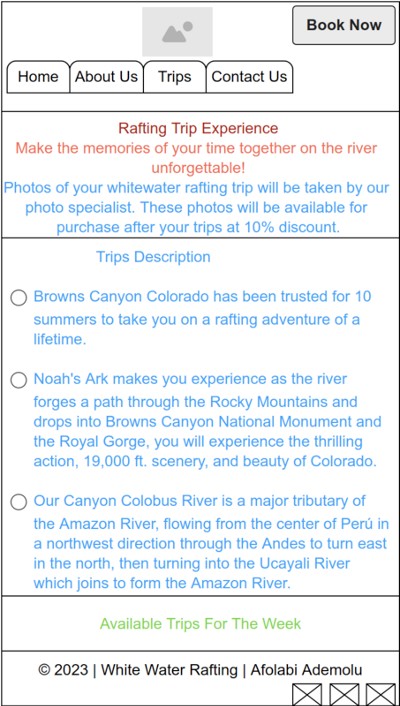 Book Now
Home
About Us
Trips
Contact Us
Rafting Trip Experience
Make the memories of your time together on the river
unforgettable!
Photos of your whitewater rafting trip will be taken by our
photo specialist. These photos will be available for
purchase after your trips at 10% discount.
Trips Description
Browns Canyon Colorado has been trusted for 10
summers to take you on a rafting adventure of a
lifetime.
Noah's Ark makes you experience as the river
forges a path through the Rocky Mountains and
drops into Browns Canyon National Monument and
the Royal Gorge, you will experience the thrilling
action, 19,000 ft. scenery, and beauty of Colorado.
Our Canyon Colobus River is a major tributary of
the Amazon River, flowing from the center of Perú in
a northwest direction through the Andes to turn east
in the north, then turning into the Ucayali River
which joins to form the Amazon River.
Available Trips For The Week
© 2023 | White Water Rafting | Afolabi Ademolu